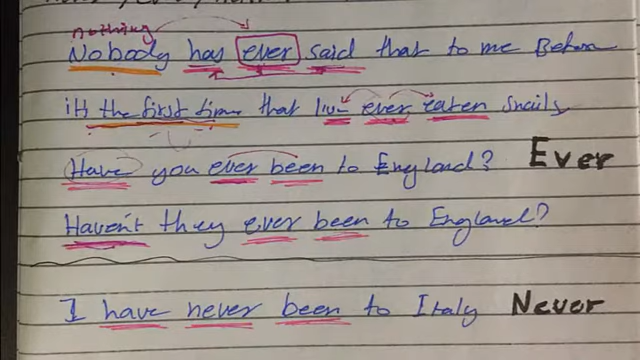 nothing
Nobody has ever said that to me Before
it's the first time that I've ever eaten snails
Have you ever been to England? Ever
Haven't they ever been to England?
I have never been to Italy Never